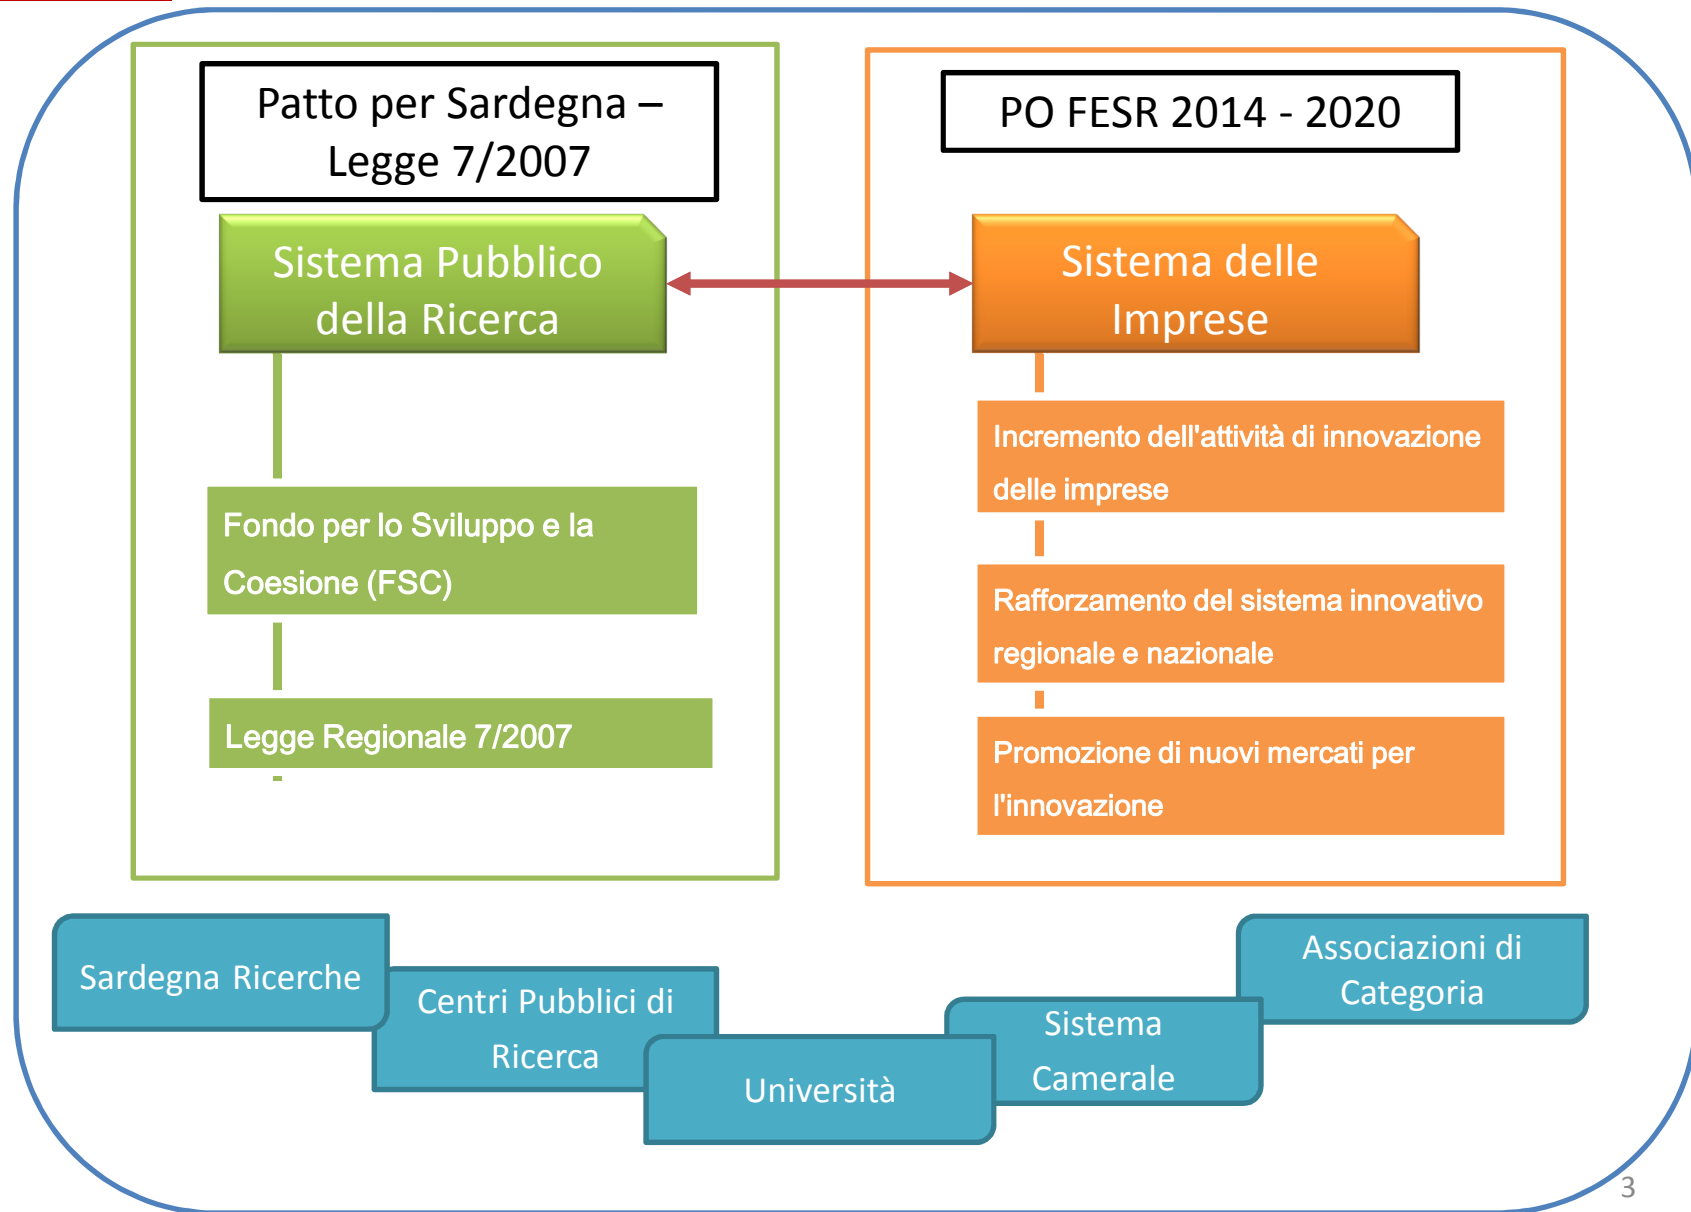 Patto per Sardegna –
Legge 7/2007
Sistema Pubblico
della Ricerca
Fondo per lo Sviluppo e la
Coesione (FSC)
Legge Regionale 7/2007
PO FESR 2014 - 2020
Sistema delle
Imprese
Incremento dell'attività di innovazione
delle imprese
Rafforzamento del sistema innovativo
regionale e nazionale
Promozione di nuovi mercati per
l'innovazione
Sardegna Ricerche
Centri Pubblici di
Ricerca
Università
Sistema
Camerale
Associazioni di
Categoria
3